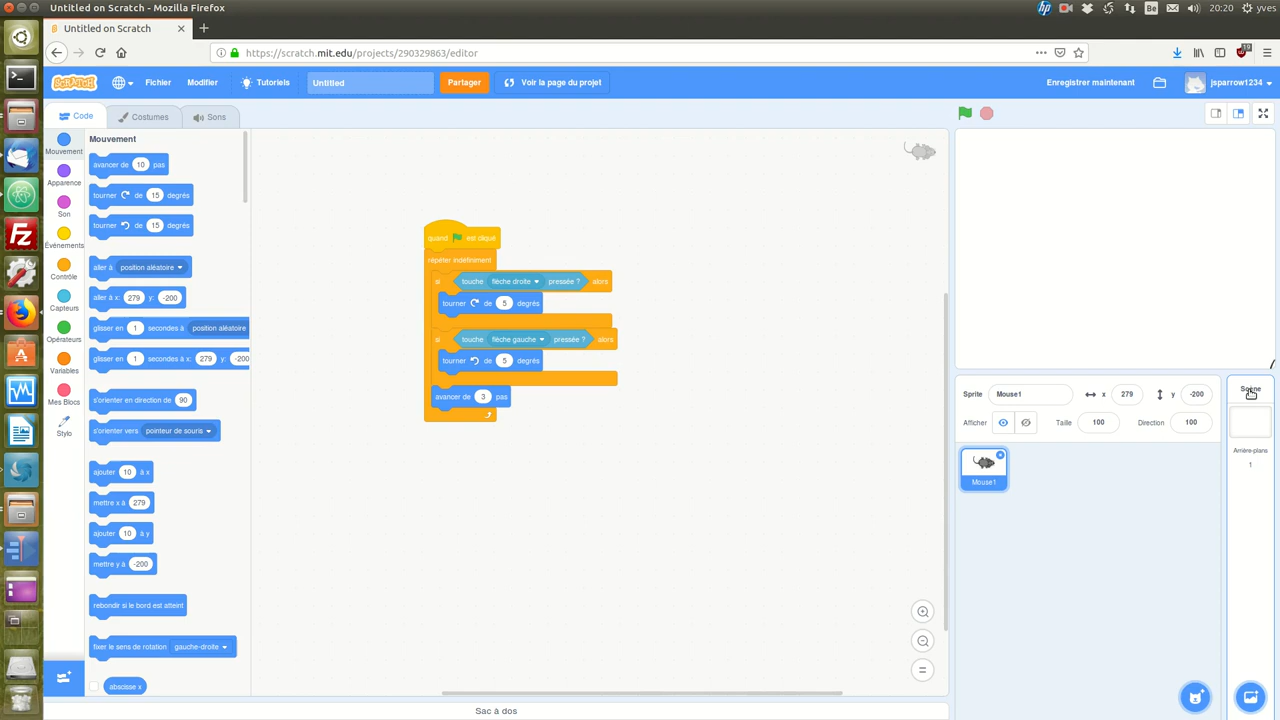 Untitled on Scratch - Mozilla Firefox
Be
20:20
yves
Untitled on Scratch
https://scratch.mit.edu/projects/290329863/editor
19
SCRATCH
Fichier
Modifier
Tutoriels
Untitled
Partager
Voir la page du projet
Enregistrer maintenant
jsparrow1234
Code
Costumes
Sons
Mouvement
Apparence
Son
Événements
Contrôle
Capteurs
Opérateurs
Variables
Mes Blocs
Stylo
Mouvement
avancer de 10 pas
tourner de 15 degrés
tourner de 15 degrés
aller à position aléatoire
aller à x: 279 y: -200
glisser en 1 secondes à position aléatoire
glisser en 1 secondes à x: 279 y: -200
s'orienter en direction de 90
s'orienter vers pointeur de souris
ajouter 10 à x
mettre x à 279
ajouter 10 à y
mettre y à -200
rebondir si le bord est atteint
fixer le sens de rotation gauche-droite
abscisse x
quand est cliqué
répéter indéfiniment
si touche flèche droite pressée ? alors
tourner de 5 degrés
si touche flèche gauche pressée ? alors
tourner de 5 degrés
avancer de 3 pas
Sprite Mouse1 x 279 y -200
Afficher Taille 100 Direction 100
Mouse1
Scène
Arrière-plans
1
Sac à dos